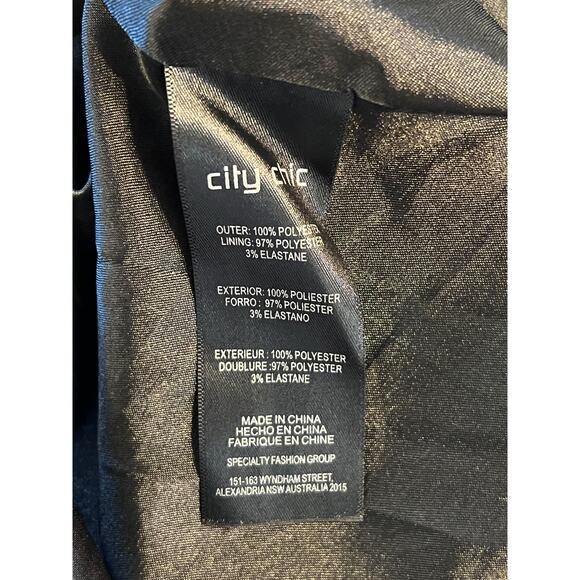 city chic
OUTER: 100% POLYESTER
LINING: 97% POLYESTER
3% ELASTANE
EXTERIOR: 100% POLIESTER
FORRO : 97% POLIESTER
3% ELASTANO
EXTERIEUR : 100% POLYESTER
DOUBLURE :97% POLYESTER
3% ELASTANE
MADE IN CHINA
HECHO EN CHINA
FABRIQUE EN CHINE
SPECIALTY FASHION GROUP
151-163 WYNDHAM STREET,
ALEXANDRIA NSW AUSTRALIA 2015